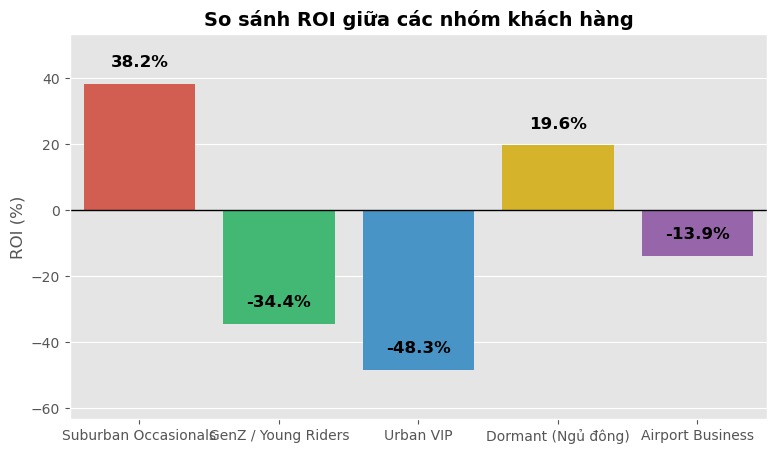 So sánh ROI giữa các nhóm khách hàng
ROI (%)
40
20
0
−20
−40
−60
38.2%
-34.4%
-48.3%
19.6%
-13.9%
Suburban Occasionals
GenZ / Young Riders
Urban VIP
Dormant (Ngủ đông)
Airport Business